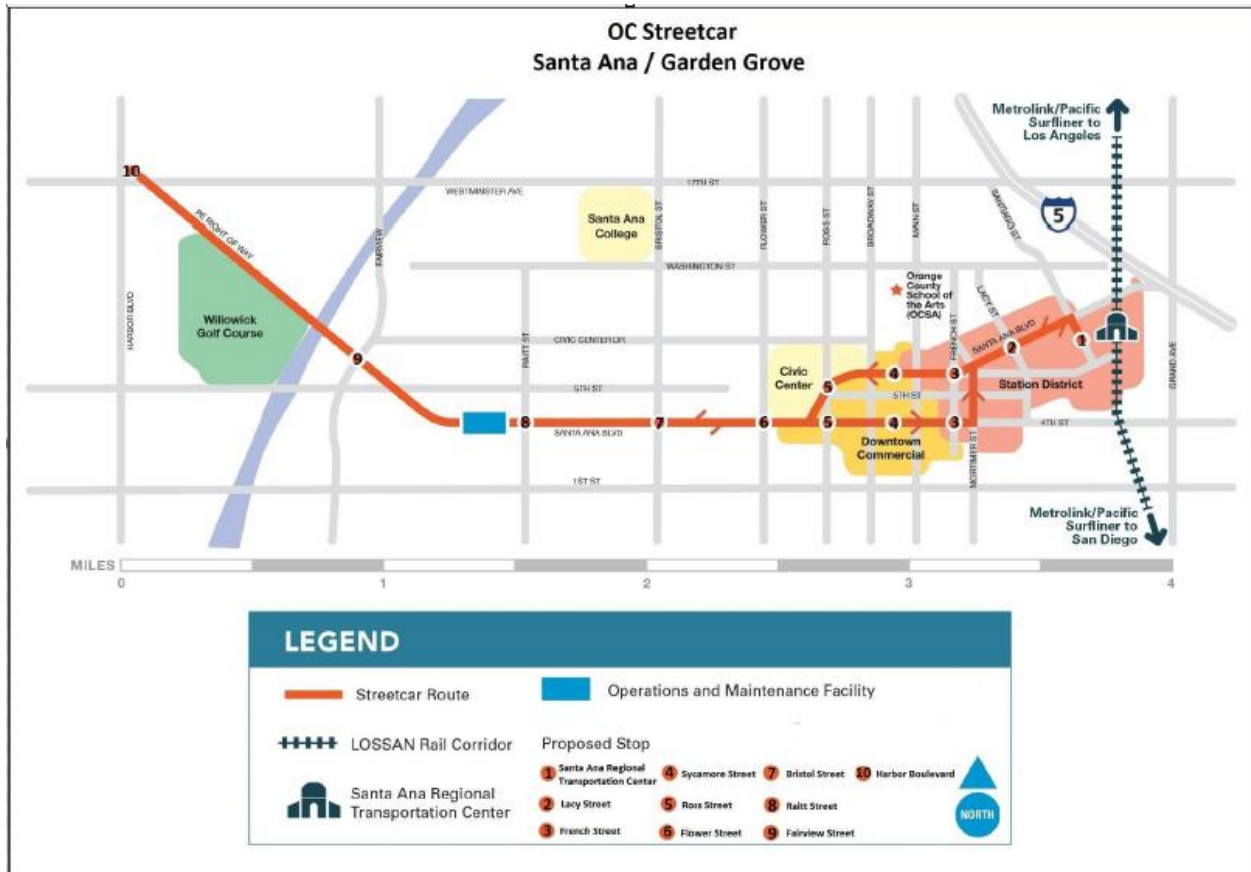 OC Streetcar
Santa Ana / Garden Grove
Metrolink/Pacific
Surfliner to
Los Angeles
10
WESTMINSTER AVE
17TH ST
PE RIGHT OF WAY
FAIRVIEW
HARBOR BLVD
Santa Ana
College
BRISTOL ST
FLOWER ST
ROSS ST
BROADWAY ST
MAIN ST
SANTIAGO ST
5
WASHINGTON ST
Orange
County
School of
the Arts
(OCSA)
LACY ST
FRENCH ST
SANTA ANA BLVD
Willowick
Golf Course
RAITT ST
CIVIC CENTER DR
9
2
1
Civic
Center
5
4
3
Station District
5TH ST
5TH ST
GRAND AVE
8
7
6
5
4
3
4TH ST
SANTA ANA BLVD
Downtown
Commercial
MORTIMER ST
1ST ST
Metrolink/Pacific
Surfliner to
San Diego
MILES
0
1
2
3
4
LEGEND
Streetcar Route
Operations and Maintenance Facility
LOSSAN Rail Corridor
Proposed Stop
Santa Ana Regional
Transportation Center
1 Santa Ana Regional
Transportation Center
2 Lacy Street
3 French Street
4 Sycamore Street
5 Ross Street
6 Flower Street
7 Bristol Street
8 Raitt Street
9 Fairview Street
10 Harbor Boulevard
NORTH